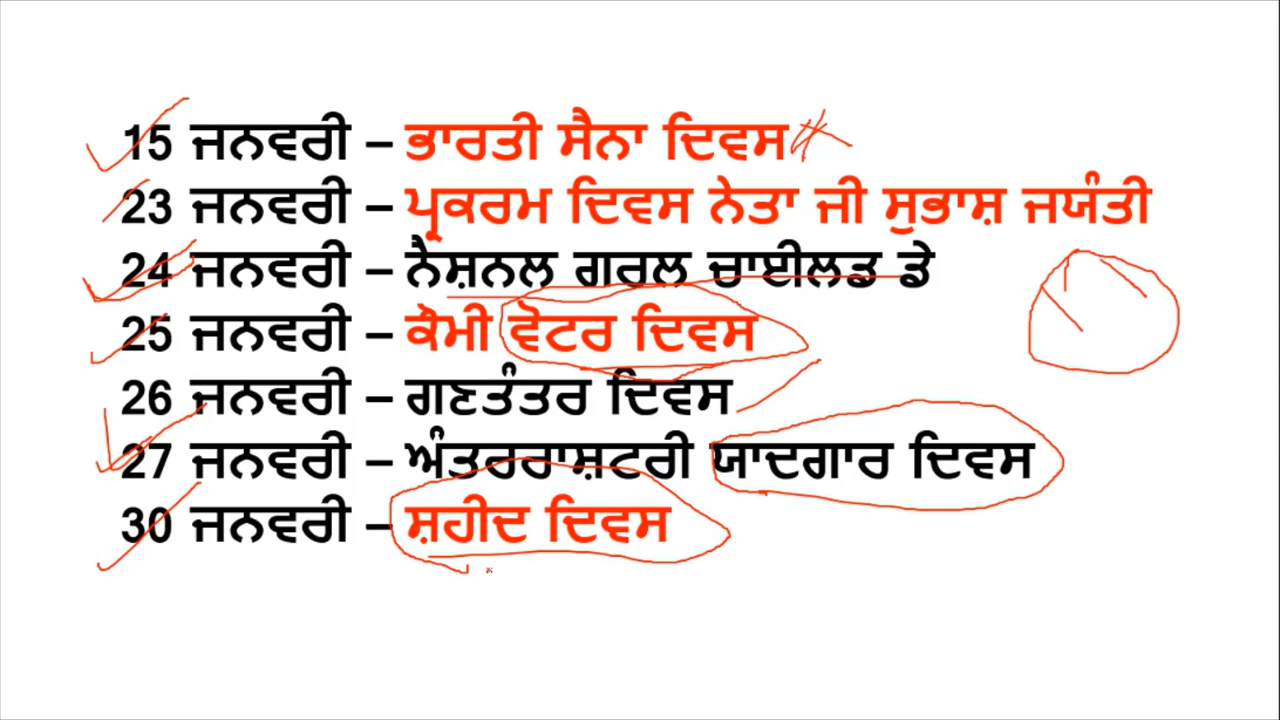 15 ਜਨਵਰੀ – ਭਾਰਤੀ ਸੈਨਾ ਦਿਵਸ
23 ਜਨਵਰੀ – ਪ੍ਰਕਰਮ ਦਿਵਸ ਨੇਤਾ ਜੀ ਸੁਭਾਸ਼ ਜਯੰਤੀ
24 ਜਨਵਰੀ – ਨੈਸ਼ਨਲ ਗਰਲ ਚਾਈਲਡ ਡੇ
25 ਜਨਵਰੀ – ਕੌਮੀ ਵੋਟਰ ਦਿਵਸ
26 ਜਨਵਰੀ – ਗਣਤੰਤਰ ਦਿਵਸ
27 ਜਨਵਰੀ – ਅੰਤਰਰਾਸ਼ਟਰੀ ਯਾਦਗਾਰ ਦਿਵਸ
30 ਜਨਵਰੀ – ਸ਼ਹੀਦ ਦਿਵਸ